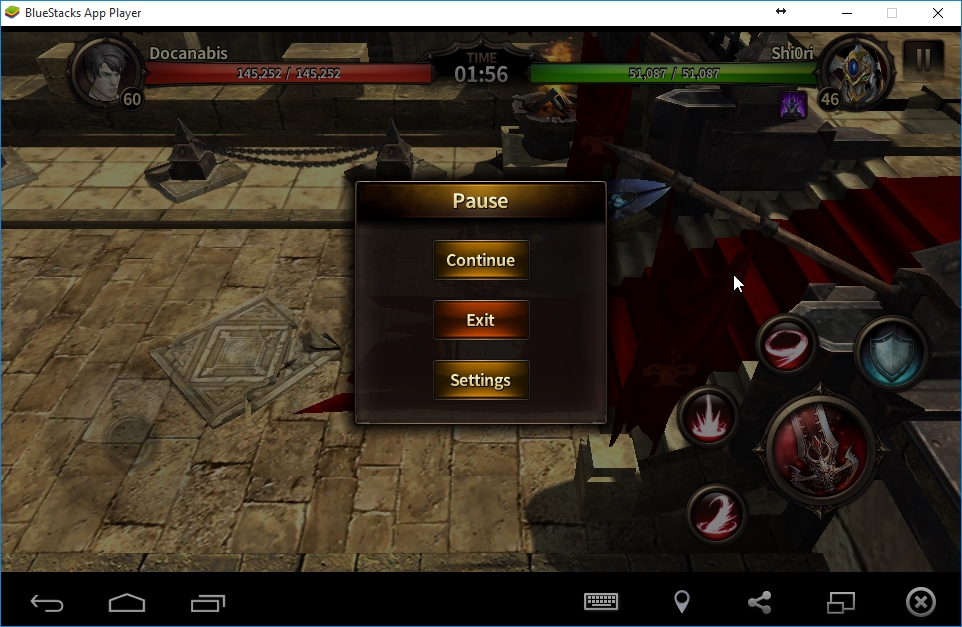 BlueStacks App Player
Docanabis
TIME
Shi0ri
145,252 / 145,252
01:56
51,087 / 51,087
60
46
Pause
Continue
Exit
Settings